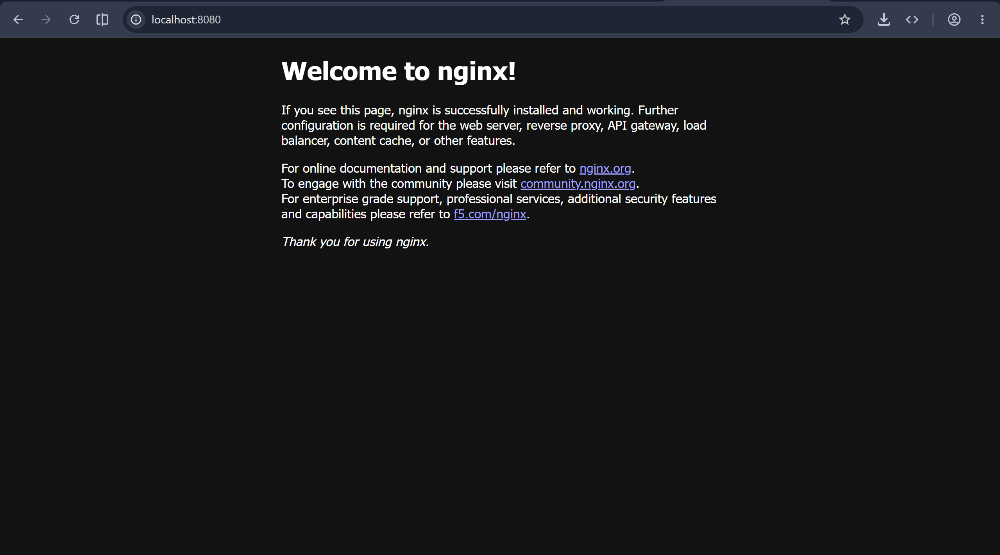 localhost:8080
Welcome to nginx!
If you see this page, nginx is successfully installed and working. Further
configuration is required for the web server, reverse proxy, API gateway, load
balancer, content cache, or other features.
For online documentation and support please refer to nginx.org.
To engage with the community please visit community.nginx.org.
For enterprise grade support, professional services, additional security features
and capabilities please refer to f5.com/nginx.
Thank you for using nginx.